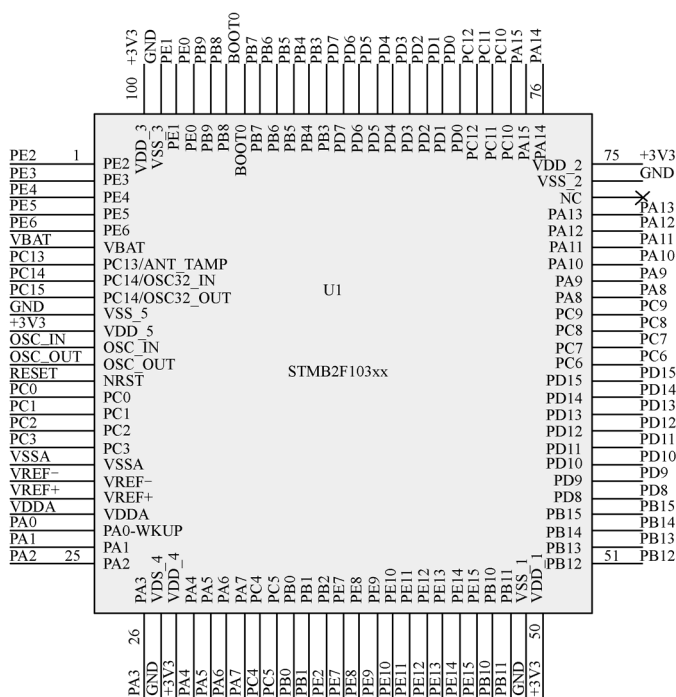 +3V3 GND PE1 PE0 PB9 PB8 BOOT0 PB7 PB6 PB5 PB4 PB3 PD7 PD6 PD5 PD4 PD3 PD2 PD1 PD0 PC12 PC11 PC10 PA15 PA14
100 76
VDD_3 VSS_3 PE1 PE0 PB9 PB8 BOOT0 PB7 PB6 PB5 PB4 PB3 PD7 PD6 PD5 PD4 PD3 PD2 PD1 PD0 PC12 PC11 PC10 PA15 PA14
PE2 1 PE2 VDD_2 75 +3V3
PE3 PE3 VSS_2 GND
PE4 PE4 NC
PE5 PE5 PA13 PA13
PE6 PE6 PA12 PA12
VBAT VBAT PA11 PA11
PC13 PC13/ANT_TAMP PA10 PA10
PC14 PC14/OSC32_IN PA9 PA9
PC15 PC14/OSC32_OUT PA8 PA8
U1
GND VSS_5 PC9 PC9
+3V3 VDD_5 PC8 PC8
OSC_IN OSC_IN PC7 PC7
OSC_OUT OSC_OUT PC6 PC6
STMB2F103xx
RESET NRST PD15 PD15
PC0 PC0 PD14 PD14
PC1 PC1 PD13 PD13
PC2 PC2 PD12 PD12
PC3 PC3 PD11 PD11
VSSA VSSA PD10 PD10
VREF− VREF− PD9 PD9
VREF+ VREF+ PD8 PD8
VDDA VDDA PB15 PB15
PA0 PA0-WKUP PB14 PB14
PA1 PA1 PB13 PB13
PA2 25 PA2 PB12 51 PB12
PA3 VDS_4 VDD_4 PA4 PA5 PA6 PA7 PC4 PC5 PB0 PB1 PB2 PE7 PE8 PE9 PE10 PE11 PE12 PE13 PE14 PE15 PB10 PB11 VSS_1 VDD_1
26 50
PA3 GND +3V3 PA4 PA5 PA6 PA7 PC4 PC5 PB0 PB1 PE2 PE7 PE8 PE9 PE10 PE11 PE12 PE13 PE14 PE15 PB10 PB11 GND +3V3